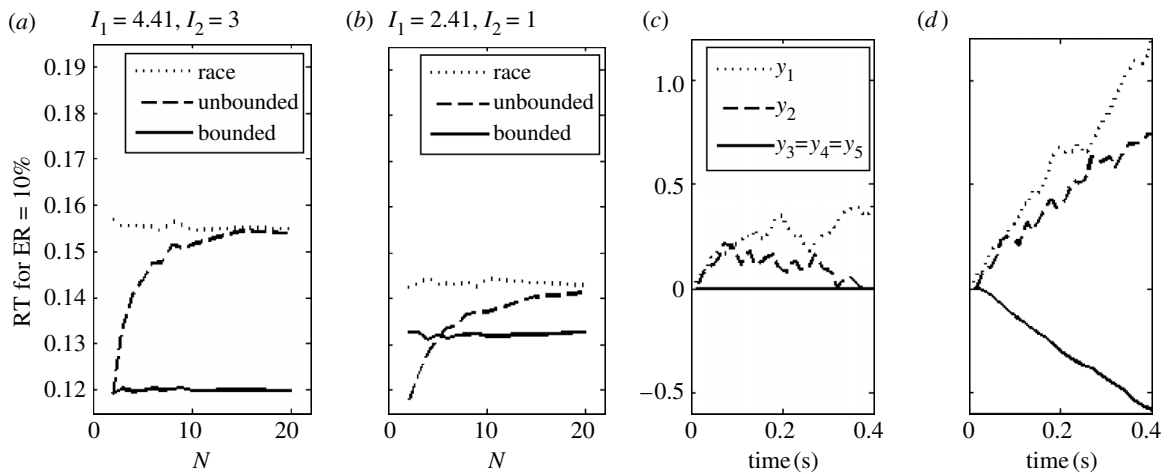 (a) I₁ = 4.41, I₂ = 3
(b) I₁ = 2.41, I₂ = 1
(c)
(d)
RT for ER = 10%
0.19
0.18
0.17
0.16
0.15
0.14
0.13
0.12
race
unbounded
bounded
0 10 20
N
race
unbounded
bounded
0 10 20
N
1.0
0.5
0
−0.5
y₁
y₂
y₃=y₄=y₅
0 0.2 0.4
time (s)
0 0.2 0.4
time (s)